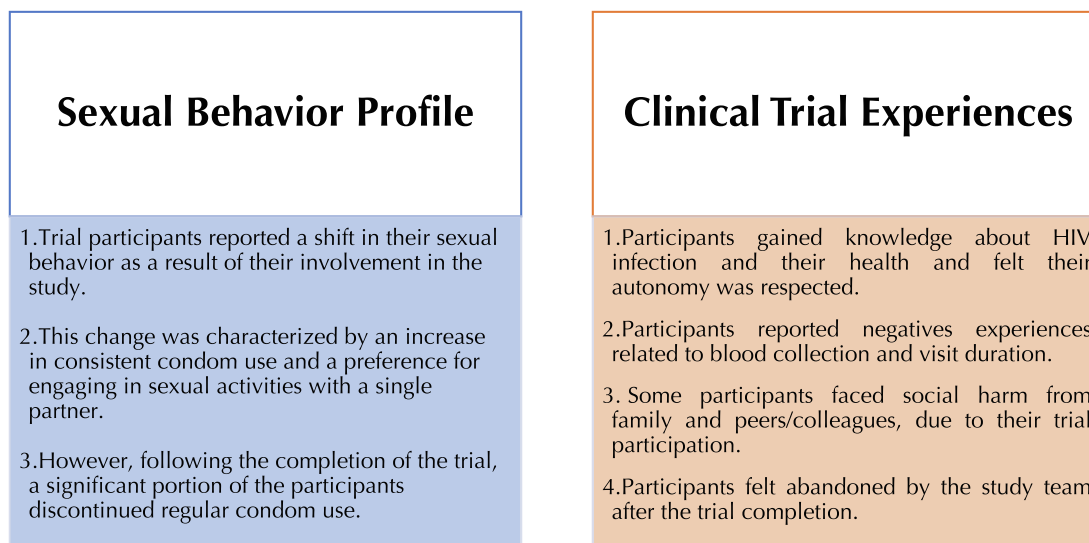 Sexual Behavior Profile
1.Trial participants reported a shift in their sexual
behavior as a result of their involvement in the
study.
2.This change was characterized by an increase
in consistent condom use and a preference for
engaging in sexual activities with a single
partner.
3.However, following the completion of the trial,
a significant portion of the participants
discontinued regular condom use.
Clinical Trial Experiences
1.Participants gained knowledge about HIV
infection and their health and felt their
autonomy was respected.
2.Participants reported negatives experiences
related to blood collection and visit duration.
3. Some participants faced social harm from
family and peers/colleagues, due to their trial
participation.
4.Participants felt abandoned by the study team
after the trial completion.